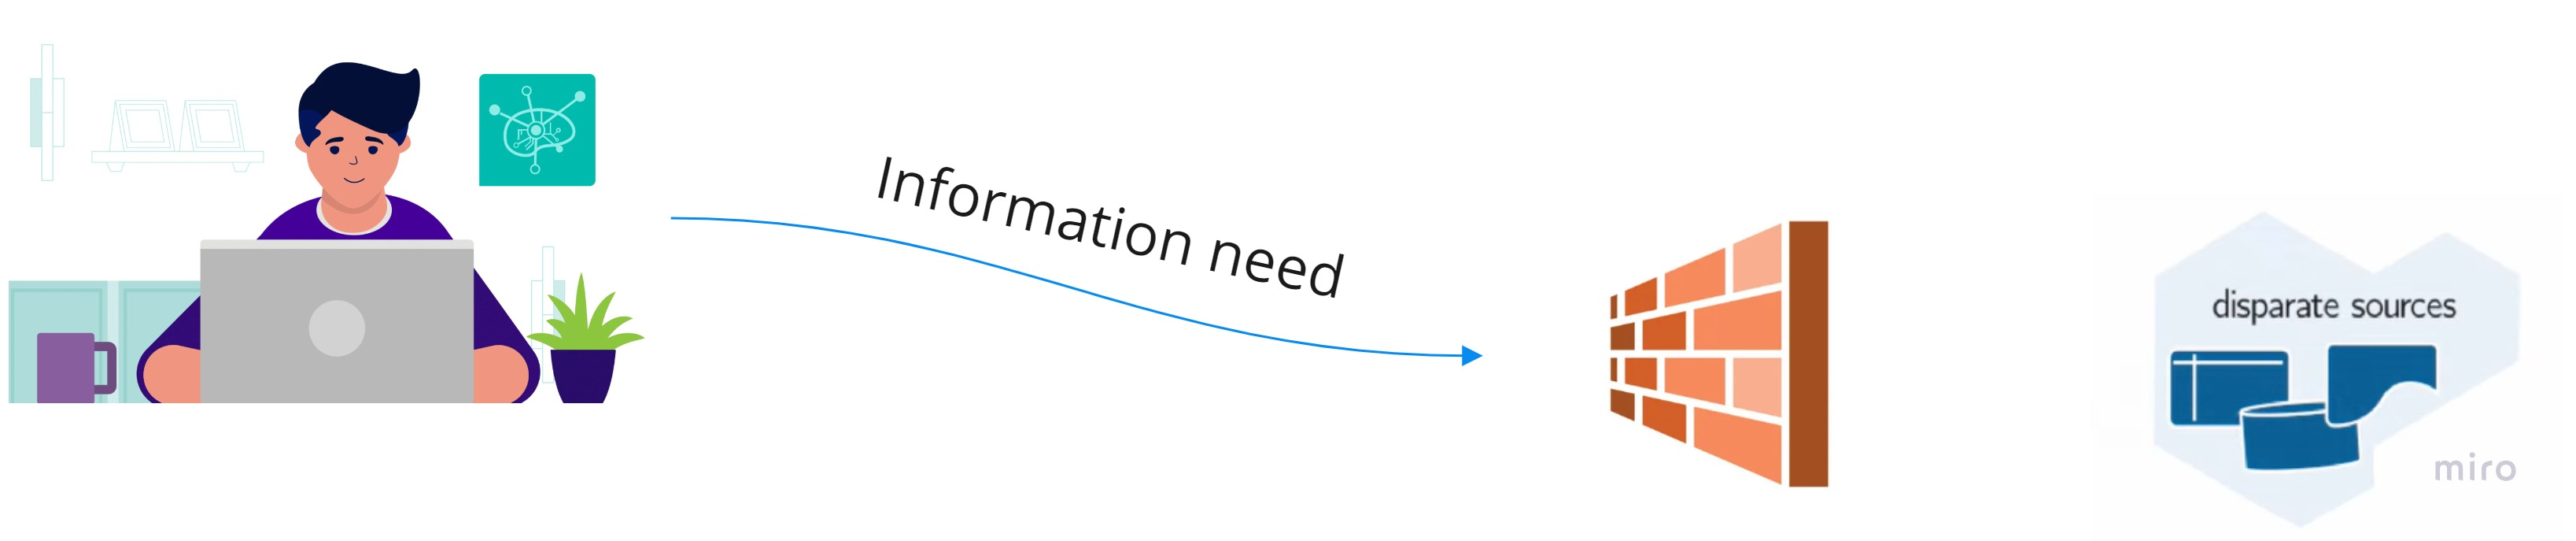 Information need
disparate sources
miro